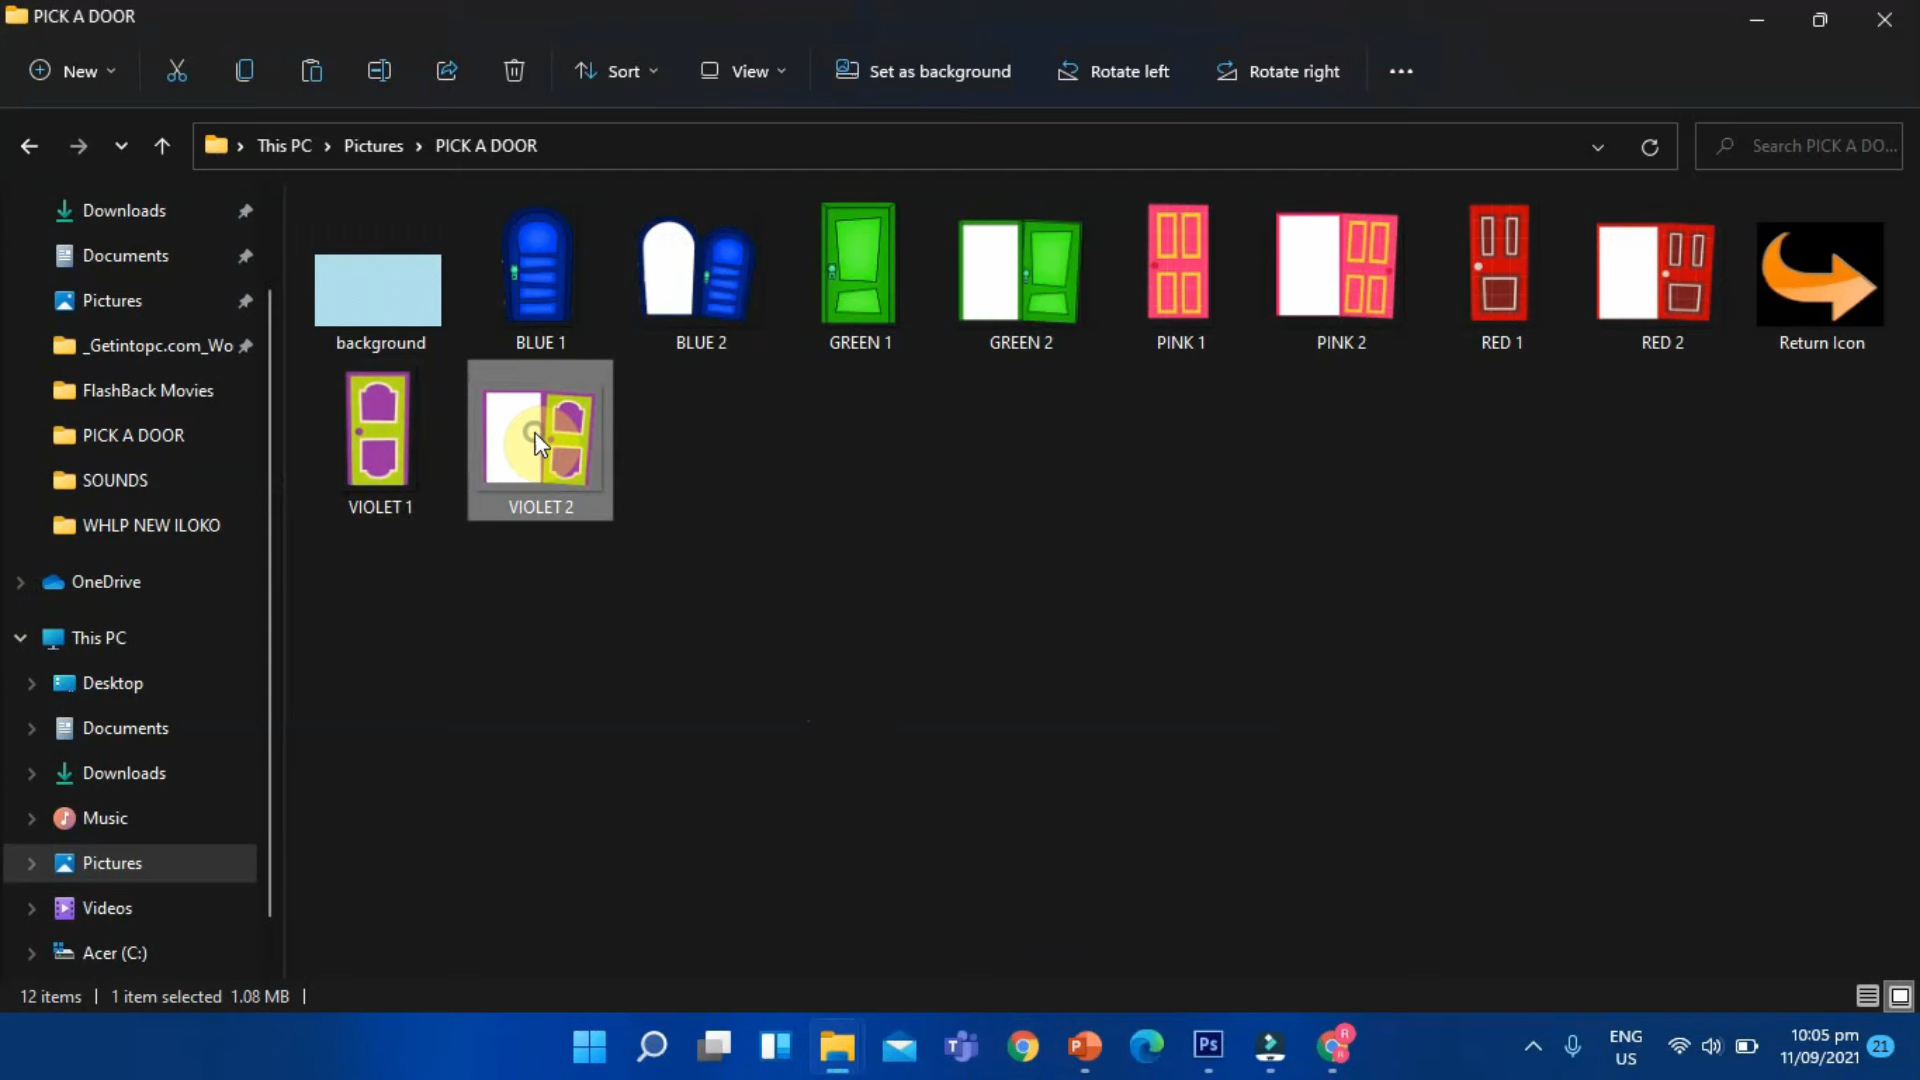 PICK A DOOR
New
Sort
View
Set as background
Rotate left
Rotate right
This PC
Pictures
PICK A DOOR
Search PICK A DO...
Downloads
Documents
Pictures
_Getintopc.com_Wo
FlashBack Movies
PICK A DOOR
SOUNDS
WHLP NEW ILOKO
OneDrive
This PC
Desktop
Documents
Downloads
Music
Pictures
Videos
Acer (C:)
background
BLUE 1
BLUE 2
GREEN 1
GREEN 2
PINK 1
PINK 2
RED 1
RED 2
Return Icon
VIOLET 1
VIOLET 2
12 items
1 item selected 1.08 MB
P
Ps
R
R
ENG
US
10:05 pm
11/09/2021
21